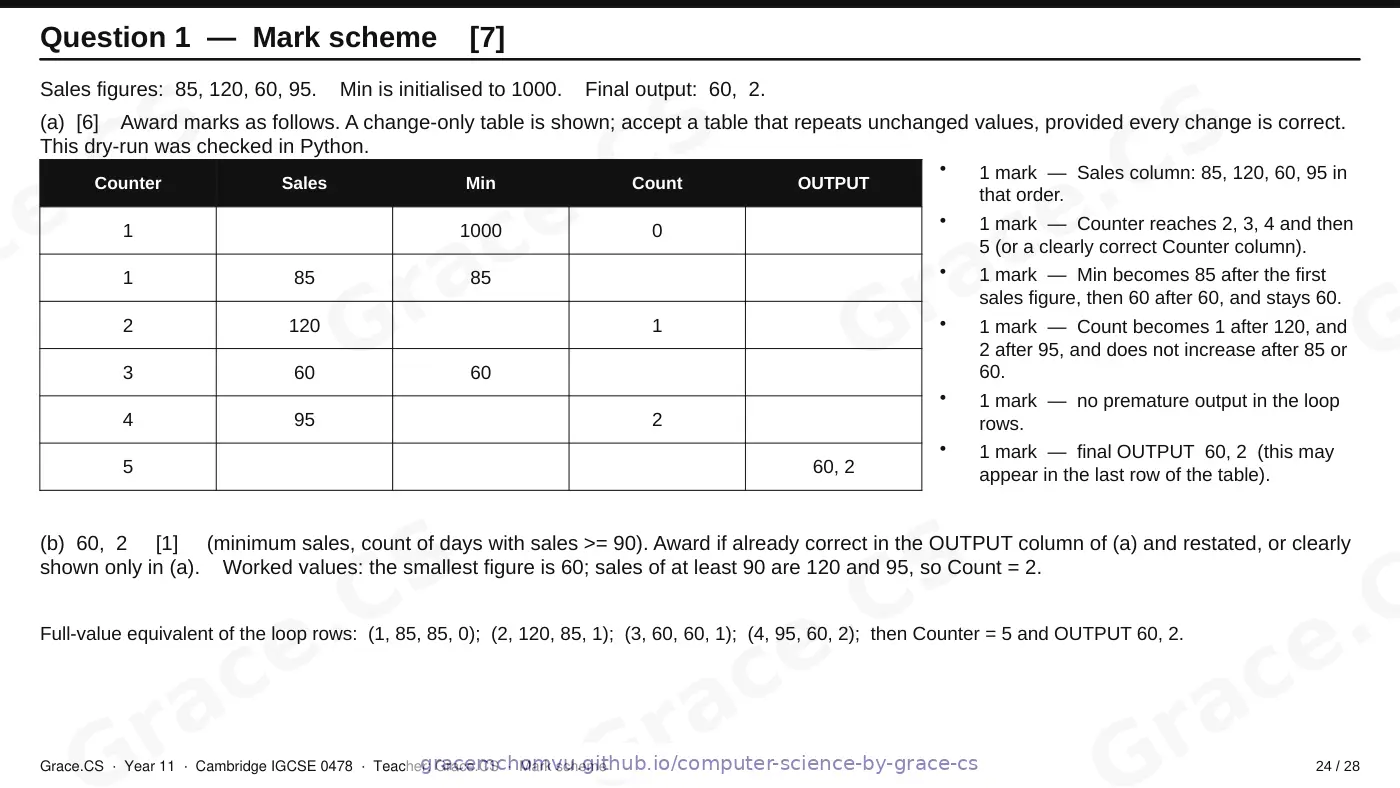 Question 1 — Mark scheme [7]
Sales figures: 85, 120, 60, 95. Min is initialised to 1000. Final output: 60, 2.
(a) [6] Award marks as follows. A change-only table is shown; accept a table that repeats unchanged values, provided every change is correct.
This dry-run was checked in Python.
Counter Sales Min Count OUTPUT
1 1000 0
1 85 85
2 120 1
3 60 60
4 95 2
5 60, 2
• 1 mark — Sales column: 85, 120, 60, 95 in
that order.
• 1 mark — Counter reaches 2, 3, 4 and then
5 (or a clearly correct Counter column).
• 1 mark — Min becomes 85 after the first
sales figure, then 60 after 60, and stays 60.
• 1 mark — Count becomes 1 after 120, and
2 after 95, and does not increase after 85 or
60.
• 1 mark — no premature output in the loop
rows.
• 1 mark — final OUTPUT 60, 2 (this may
appear in the last row of the table).
(b) 60, 2 [1] (minimum sales, count of days with sales >= 90). Award if already correct in the OUTPUT column of (a) and restated, or clearly
shown only in (a). Worked values: the smallest figure is 60; sales of at least 90 are 120 and 95, so Count = 2.
Full-value equivalent of the loop rows: (1, 85, 85, 0); (2, 120, 85, 1); (3, 60, 60, 1); (4, 95, 60, 2); then Counter = 5 and OUTPUT 60, 2.
Grace.CS · Year 11 · Cambridge IGCSE 0478 · Teacher Grace.CS · Mark scheme
gracemchomvu.github.io/computer-science-by-grace-cs
24 / 28